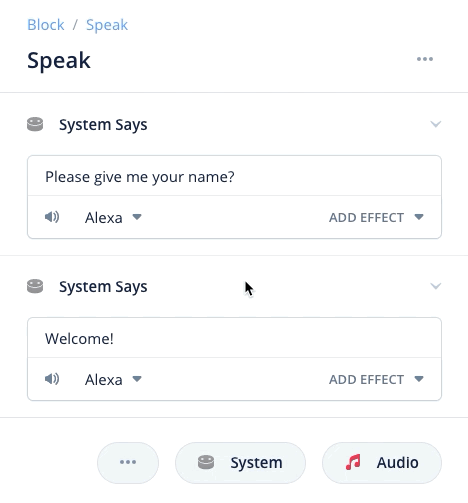 Block / Speak
Speak
System Says
Please give me your name?
Alexa ADD EFFECT
System Says
Welcome!
Alexa ADD EFFECT
System Audio